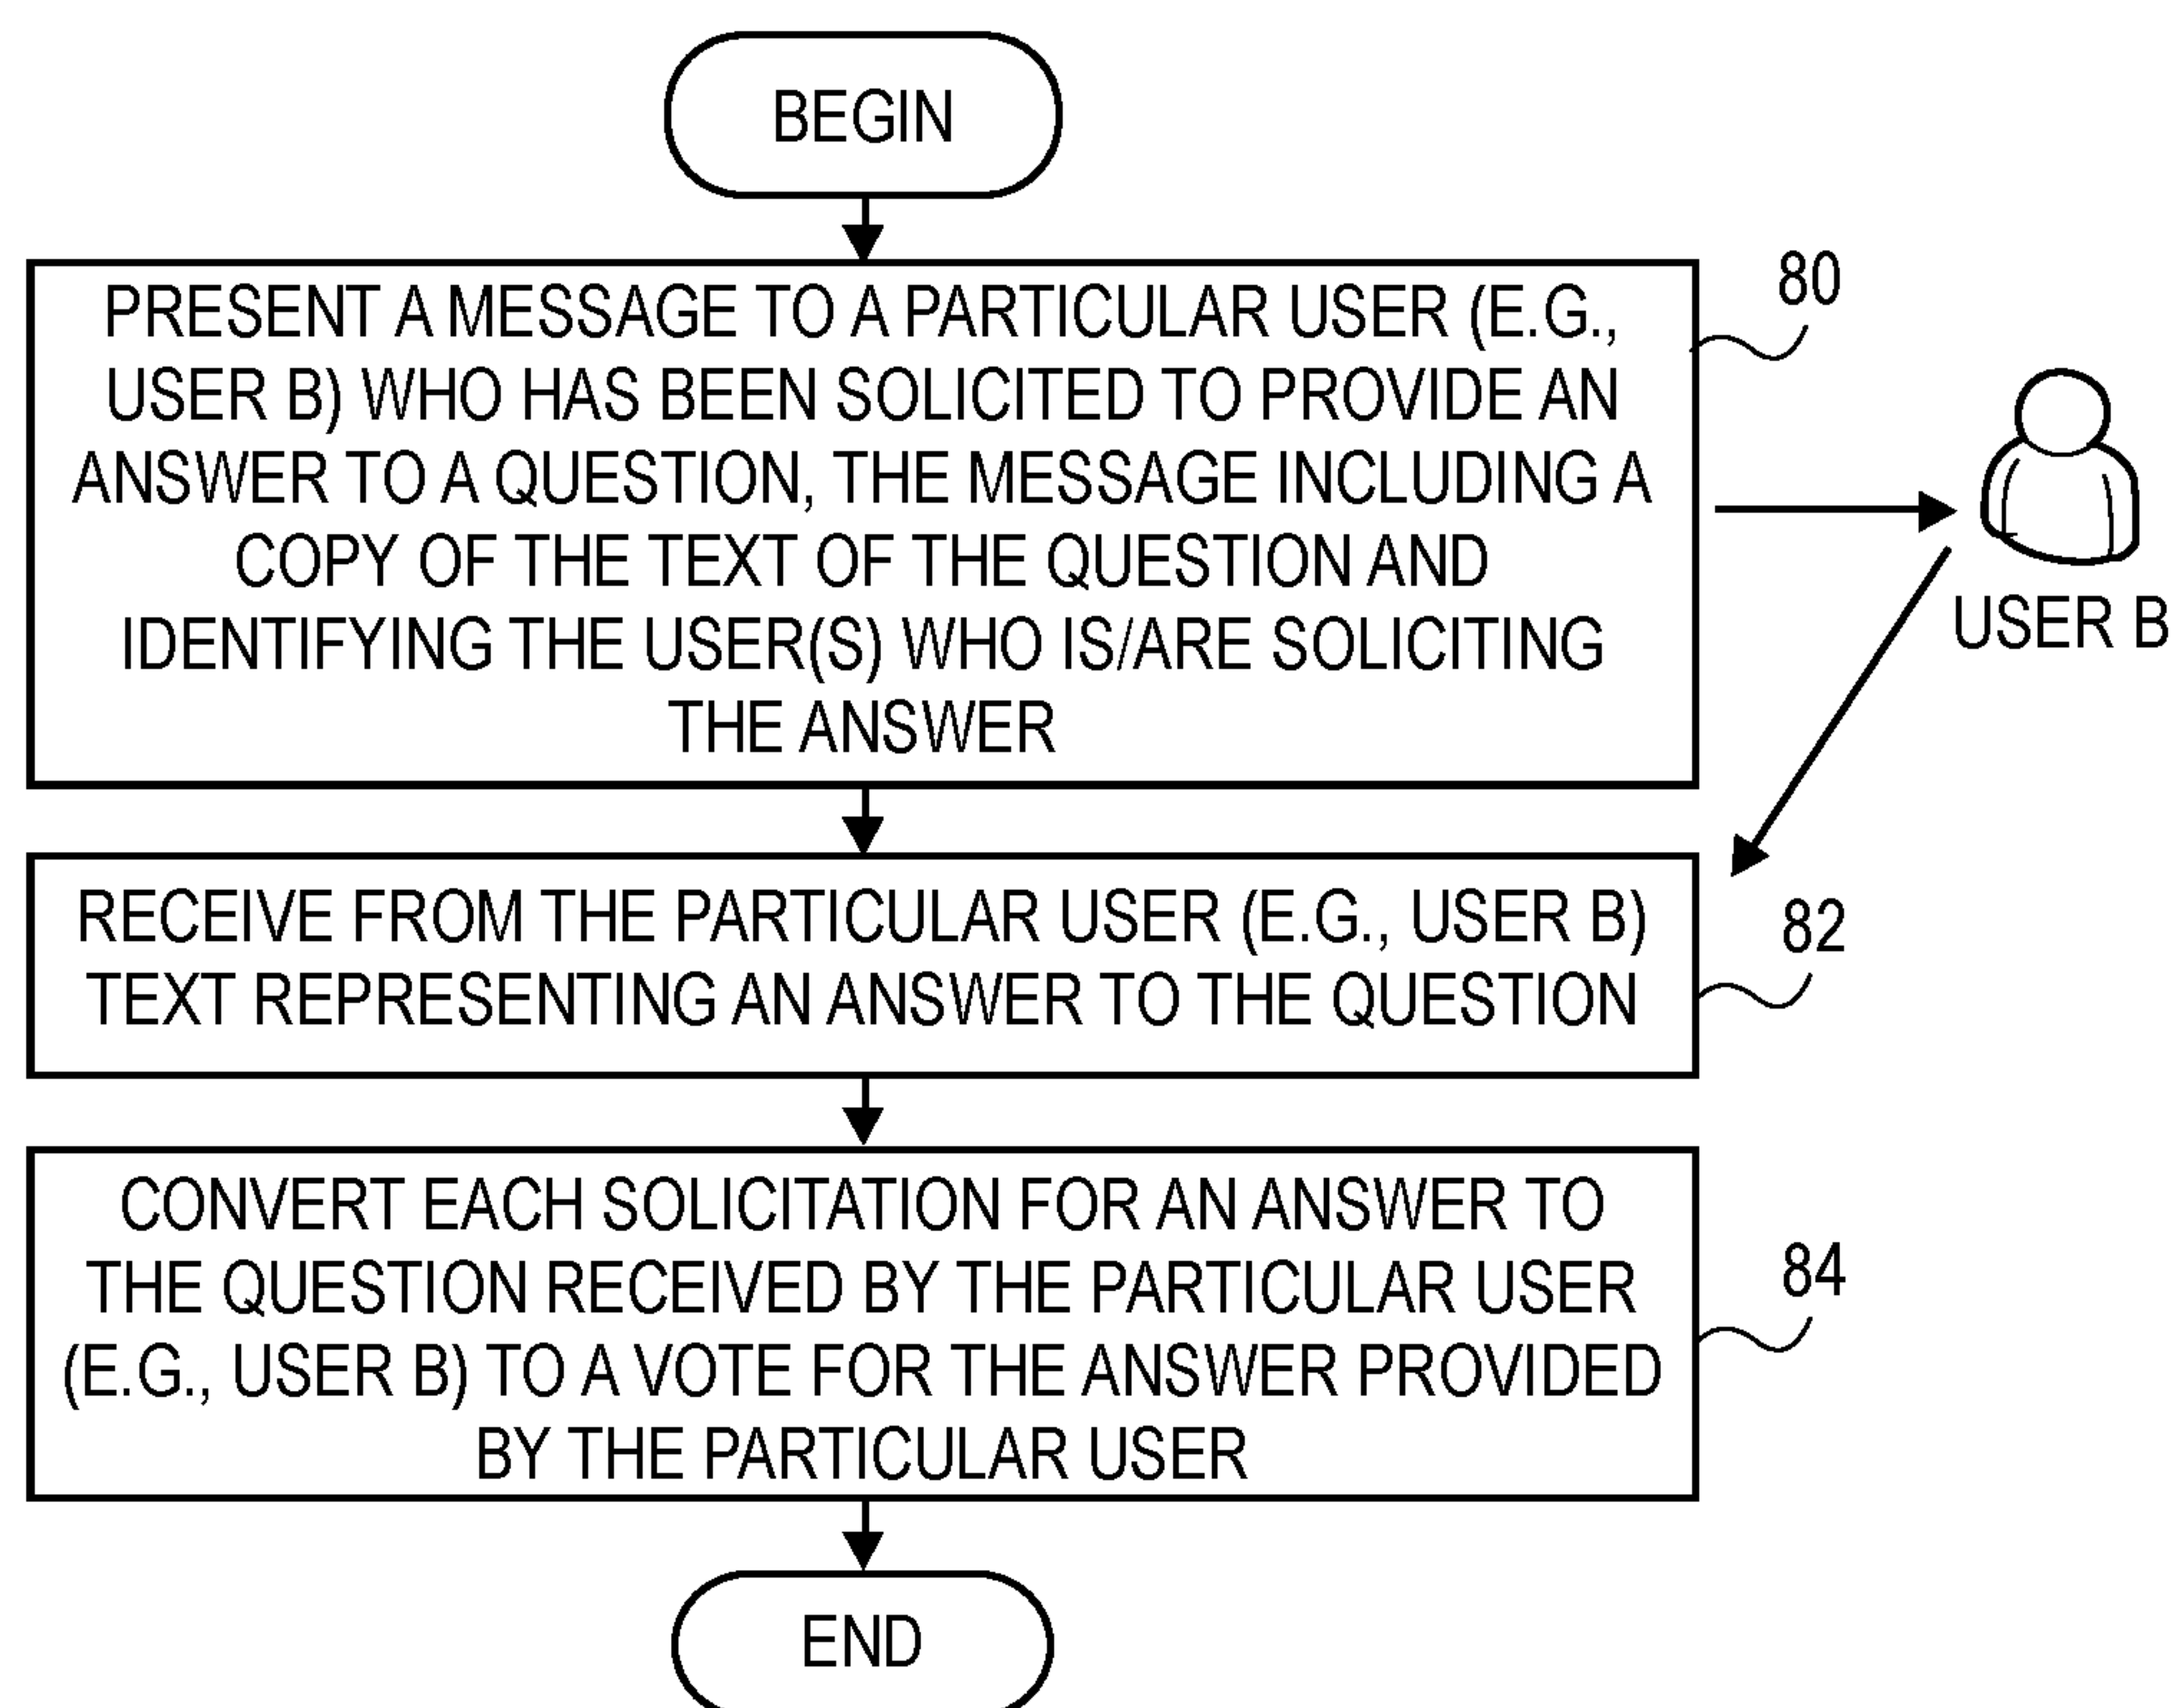 BEGIN
PRESENT A MESSAGE TO A PARTICULAR USER (E.G.,
USER B) WHO HAS BEEN SOLICITED TO PROVIDE AN
ANSWER TO A QUESTION, THE MESSAGE INCLUDING A
COPY OF THE TEXT OF THE QUESTION AND
IDENTIFYING THE USER(S) WHO IS/ARE SOLICITING
THE ANSWER
80
USER B
RECEIVE FROM THE PARTICULAR USER (E.G., USER B)
TEXT REPRESENTING AN ANSWER TO THE QUESTION
82
CONVERT EACH SOLICITATION FOR AN ANSWER TO
THE QUESTION RECEIVED BY THE PARTICULAR USER
(E.G., USER B) TO A VOTE FOR THE ANSWER PROVIDED
BY THE PARTICULAR USER
84
END